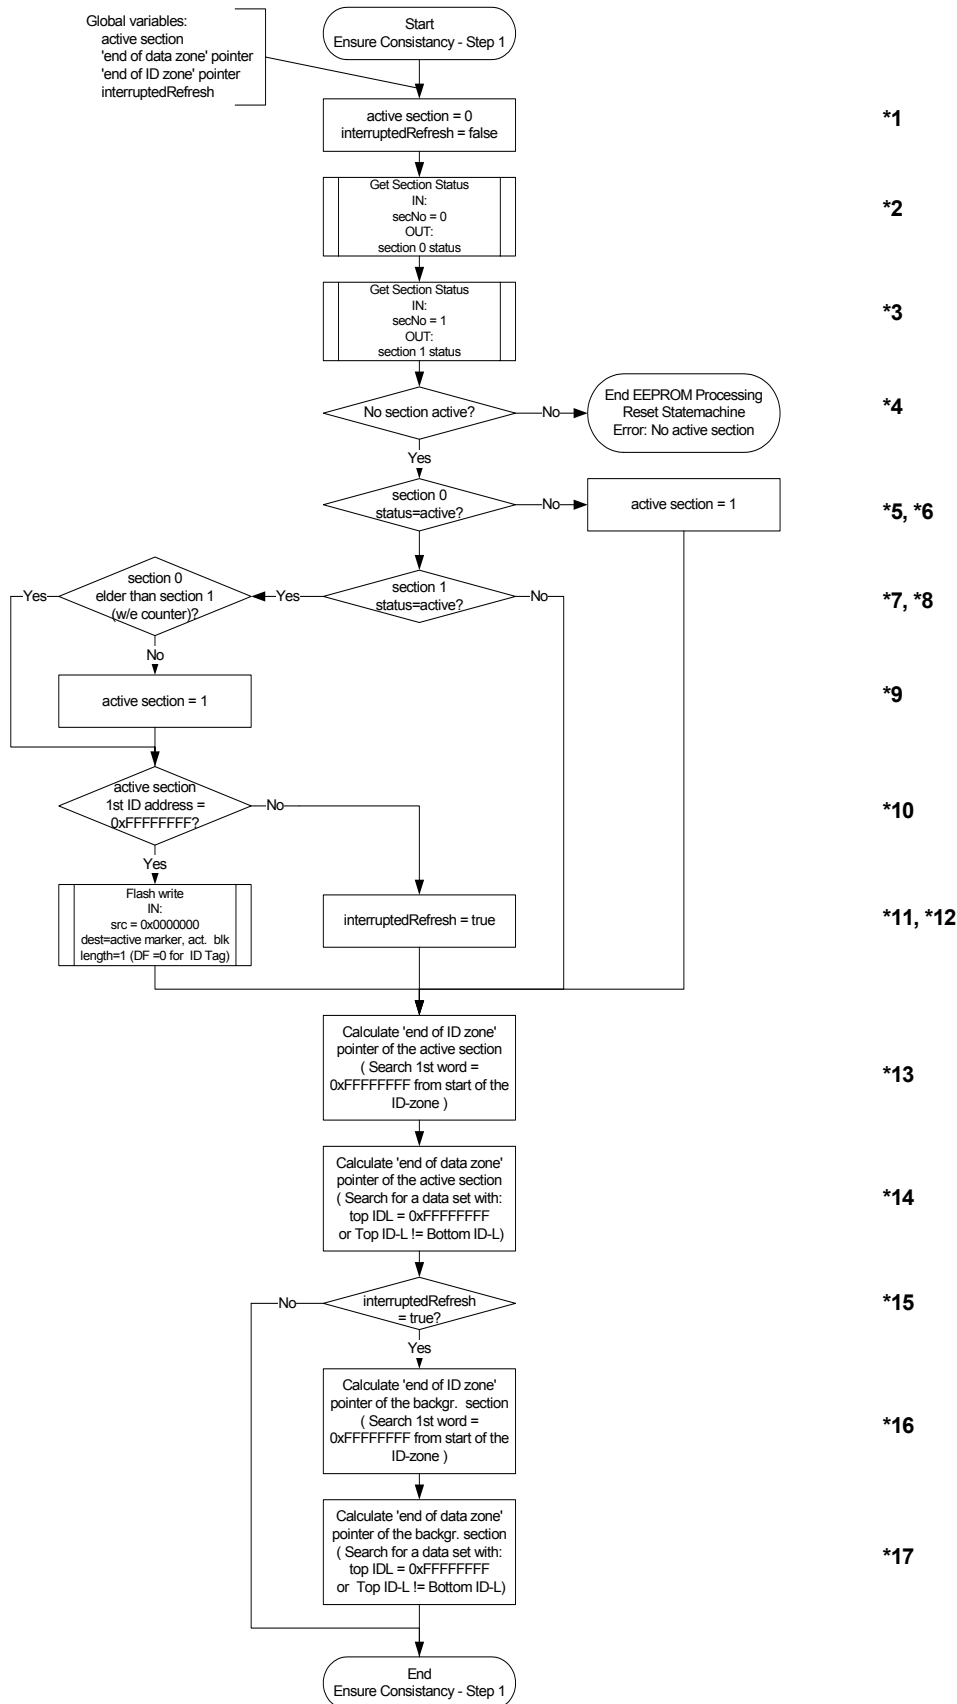 Global variables:
active section
'end of data zone' pointer
'end of ID zone' pointer
interruptedRefresh
Start
Ensure Consistancy - Step 1
active section = 0
interruptedRefresh = false
*1
Get Section Status
IN:
secNo = 0
OUT:
section 0 status
*2
Get Section Status
IN:
secNo = 1
OUT:
section 1 status
*3
No section active?
No
End EEPROM Processing
Reset Statemachine
Error: No active section
*4
Yes
section 0
status=active?
No
active section = 1
*5, *6
section 0
elder than section 1
(w/e counter)?
Yes
Yes
section 1
status=active?
No
*7, *8
No
active section = 1
*9
active section
1st ID address =
0xFFFFFFFF?
No
*10
Yes
Flash write
IN:
src = 0x0000000
dest=active marker, act. blk
length=1 (DF =0 for ID Tag)
interruptedRefresh = true
*11, *12
Calculate 'end of ID zone'
pointer of the active section
( Search 1st word =
0xFFFFFFFF from start of the
ID-zone )
*13
Calculate 'end of data zone'
pointer of the active section
( Search for a data set with:
top IDL = 0xFFFFFFFF
or Top ID-L != Bottom ID-L)
*14
No
interruptedRefresh
= true?
*15
Yes
Calculate 'end of ID zone'
pointer of the backgr. section
( Search 1st word =
0xFFFFFFFF from start of the
ID-zone )
*16
Calculate 'end of data zone'
pointer of the backgr. section
( Search for a data set with:
top IDL = 0xFFFFFFFF
or Top ID-L != Bottom ID-L)
*17
End
Ensure Consistancy - Step 1